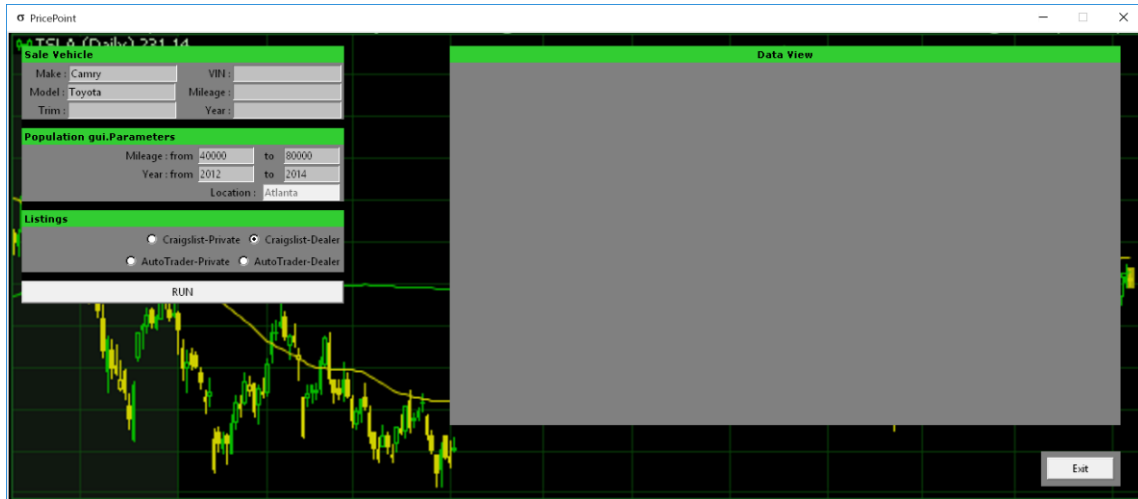 σ PricePoint
TSLA (Daily) 231.14
Sale Vehicle
Make : Camry VIN :
Model : Toyota Mileage :
Trim : Year :
Population gui.Parameters
Mileage : from 40000 to 80000
Year : from 2012 to 2014
Location : Atlanta
Listings
Craigslist-Private Craigslist-Dealer
AutoTrader-Private AutoTrader-Dealer
RUN
Data View
Exit